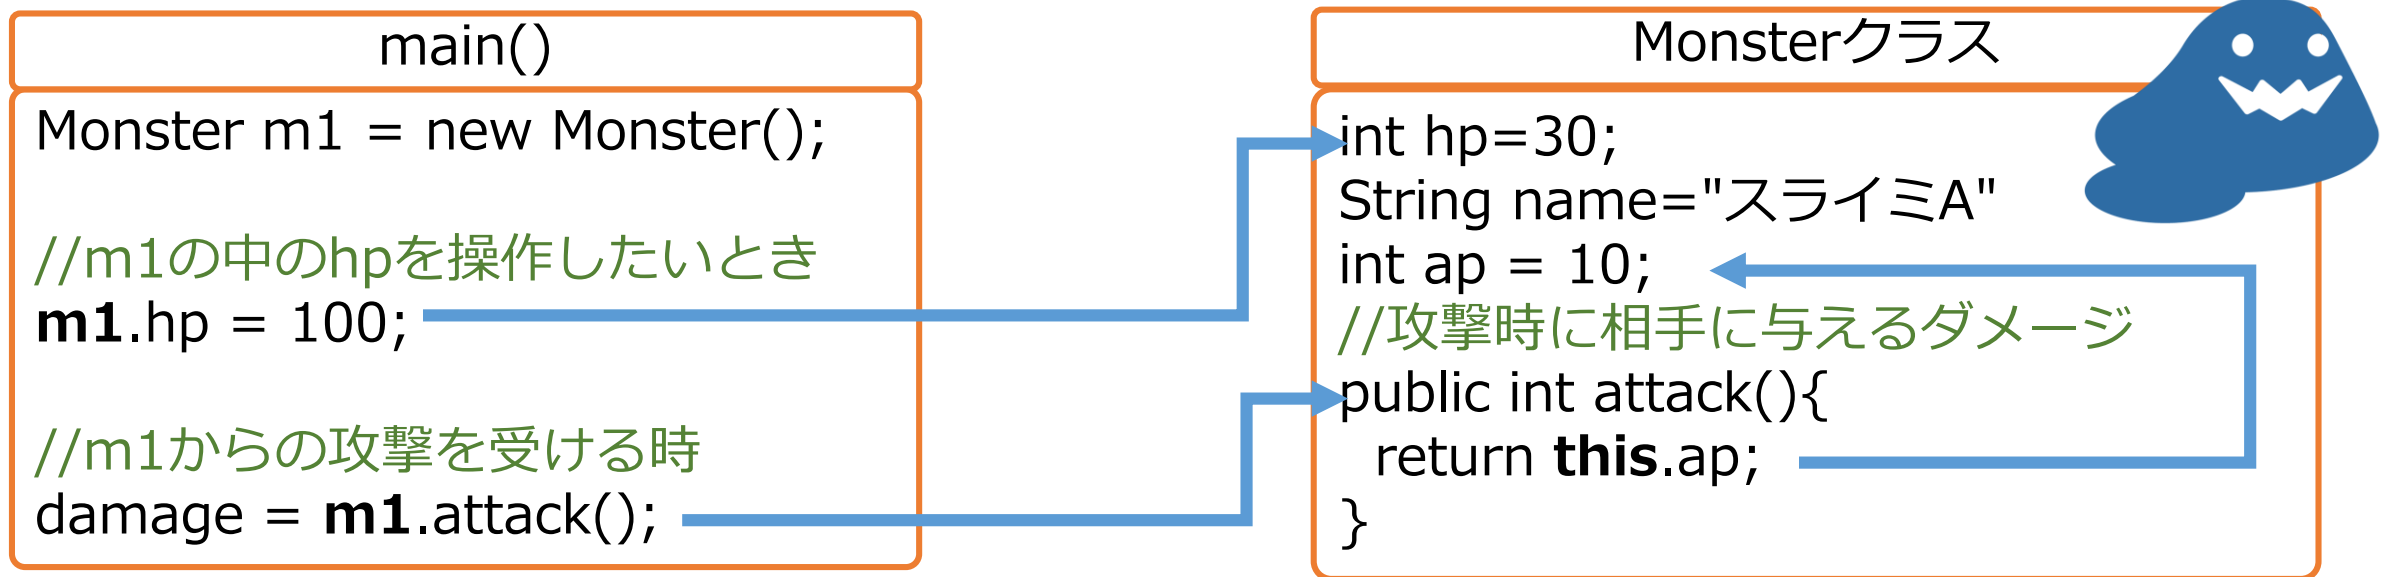 main()
Monster m1 = new Monster();
//m1の中のhpを操作したいとき
m1.hp = 100;
//m1からの攻撃を受ける時
damage = m1.attack();
Monsterクラス
int hp=30;
String name="スライミA"
int ap = 10;
//攻撃時に相手に与えるダメージ
public int attack(){
return this.ap;
}